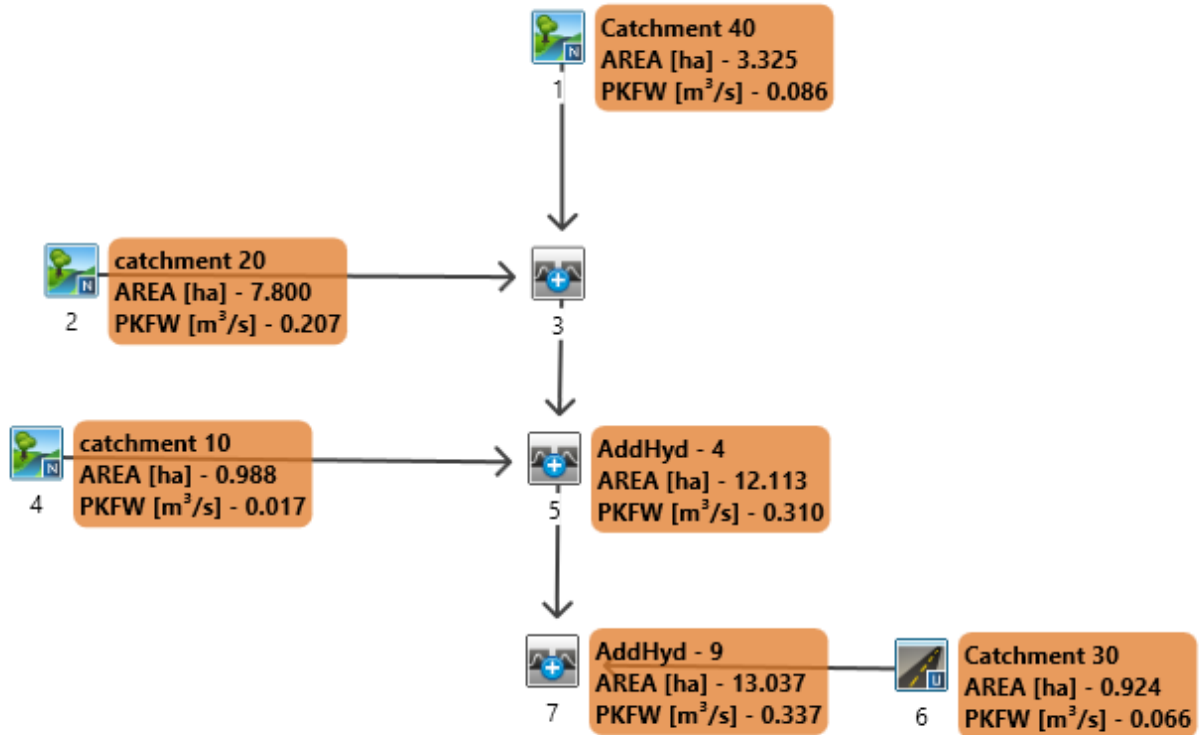 Catchment 40
AREA [ha] - 3.325
PKFW [m³/s] - 0.086
N
1
catchment 20
AREA [ha] - 7.800
PKFW [m³/s] - 0.207
N
2
3
catchment 10
AREA [ha] - 0.988
PKFW [m³/s] - 0.017
N
4
AddHyd - 4
AREA [ha] - 12.113
PKFW [m³/s] - 0.310
5
AddHyd - 9
AREA [ha] - 13.037
PKFW [m³/s] - 0.337
7
Catchment 30
AREA [ha] - 0.924
PKFW [m³/s] - 0.066
U
6